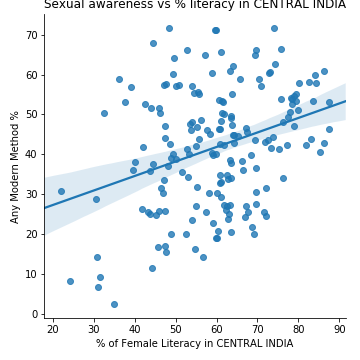 Sexual awareness vs % literacy in CENTRAL INDIA
70
60
50
40
30
20
10
0
Any Modern Method %
20 30 40 50 60 70 80 90
% of Female Literacy in CENTRAL INDIA